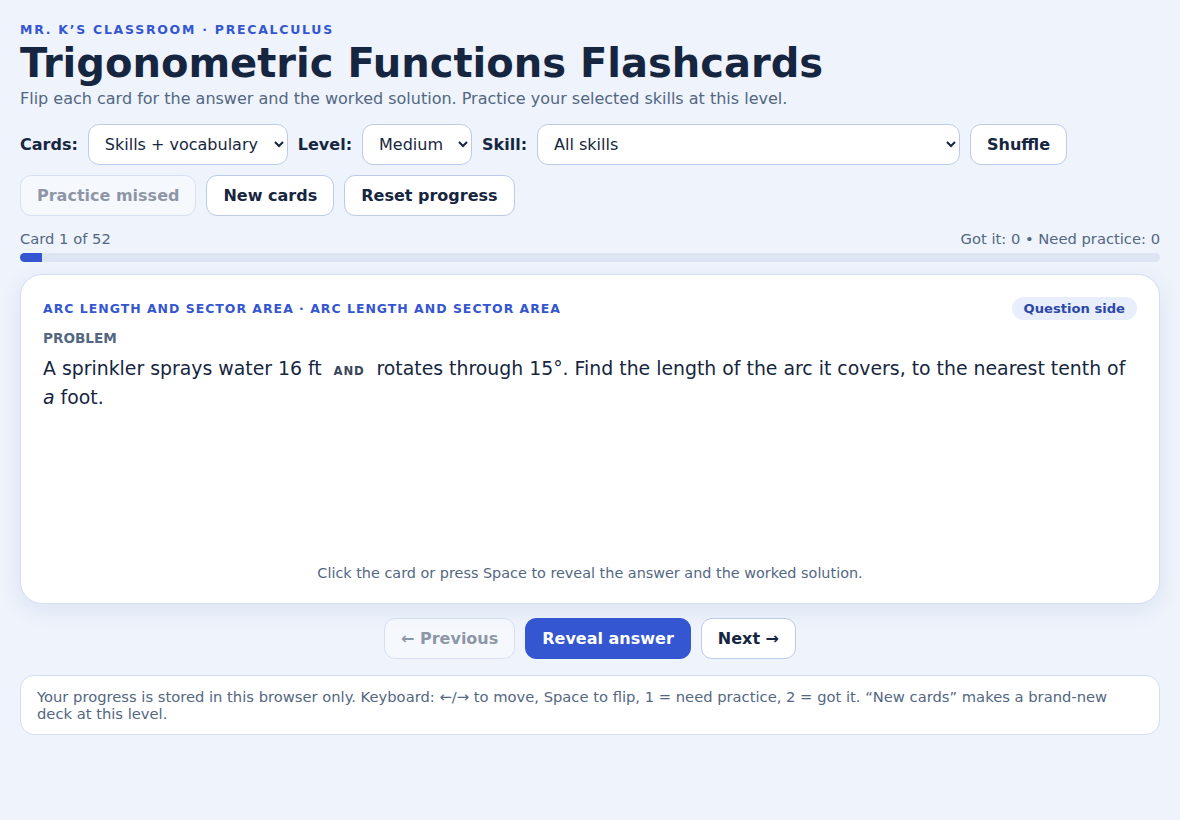 MR. K’S CLASSROOM · PRECALCULUS
Trigonometric Functions Flashcards
Flip each card for the answer and the worked solution. Practice your selected skills at this level.
Cards: Skills + vocabulary Level: Medium Skill: All skills Shuffle
Practice missed New cards Reset progress
Card 1 of 52 Got it: 0 • Need practice: 0
ARC LENGTH AND SECTOR AREA · ARC LENGTH AND SECTOR AREA Question side
PROBLEM
A sprinkler sprays water 16 ft AND rotates through 15°. Find the length of the arc it covers, to the nearest tenth of
a foot.
Click the card or press Space to reveal the answer and the worked solution.
← Previous Reveal answer Next →
Your progress is stored in this browser only. Keyboard: ←/→ to move, Space to flip, 1 = need practice, 2 = got it. “New cards” makes a brand-new
deck at this level.